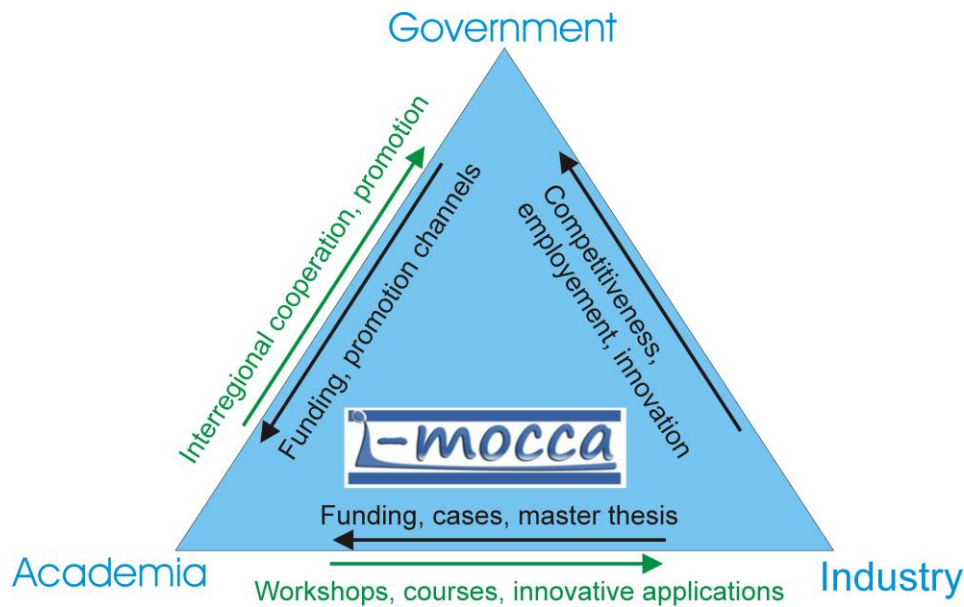 Government
Interregional cooperation, promotion
Funding, promotion channels
Competitiveness,
employement, innovation
i-mocca
Funding, cases, master thesis
Academia
Industry
Workshops, courses, innovative applications